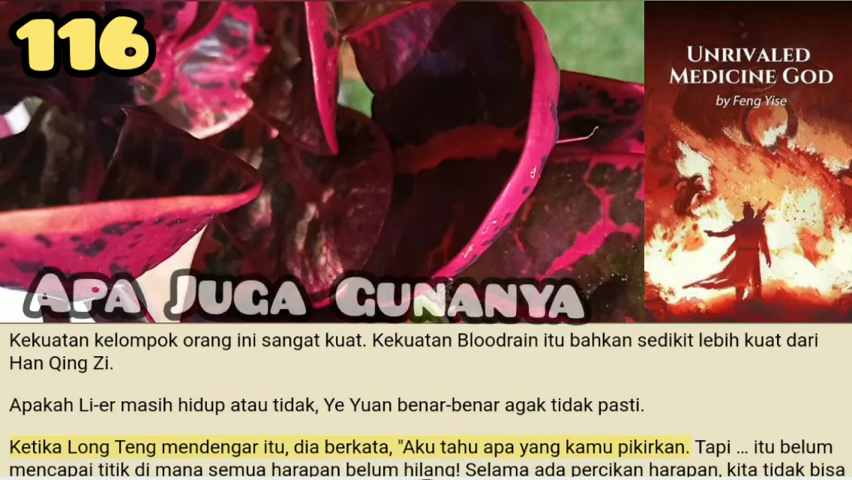 116
UNRIVALED
MEDICINE GOD
by Feng Yise
APA JUGA GUNANYA
Kekuatan kelompok orang ini sangat kuat. Kekuatan Bloodrain itu bahkan sedikit lebih kuat dari
Han Qing Zi.
Apakah Li-er masih hidup atau tidak, Ye Yuan benar-benar agak tidak pasti.
Ketika Long Teng mendengar itu, dia berkata, "Aku tahu apa yang kamu pikirkan. Tapi … itu belum
mencapai titik di mana semua harapan belum hilang! Selama ada percikan harapan, kita tidak bisa